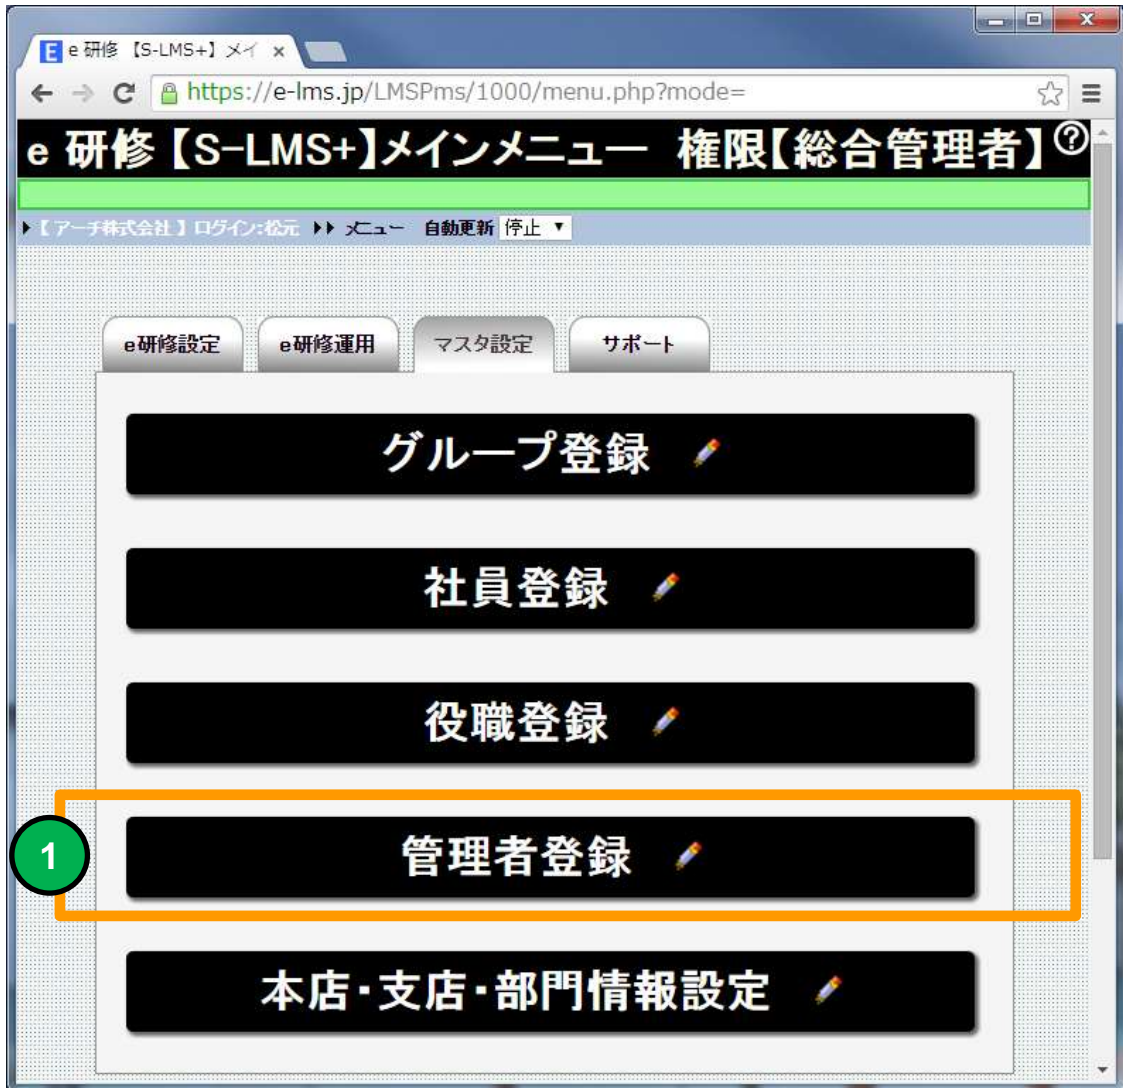 e 研修 【S-LMS+】 メイ
https://e-lms.jp/LMSPms/1000/menu.php?mode=
e 研修 【S-LMS+】メインメニュー 権限【総合管理者】 ?
【 アーチ株式会社 】 ログイン:松元 メニュー 自動更新 停止
e研修設定 e研修運用 マスタ設定 サポート
グループ登録
社員登録
役職登録
1 管理者登録
本店・支店・部門情報設定